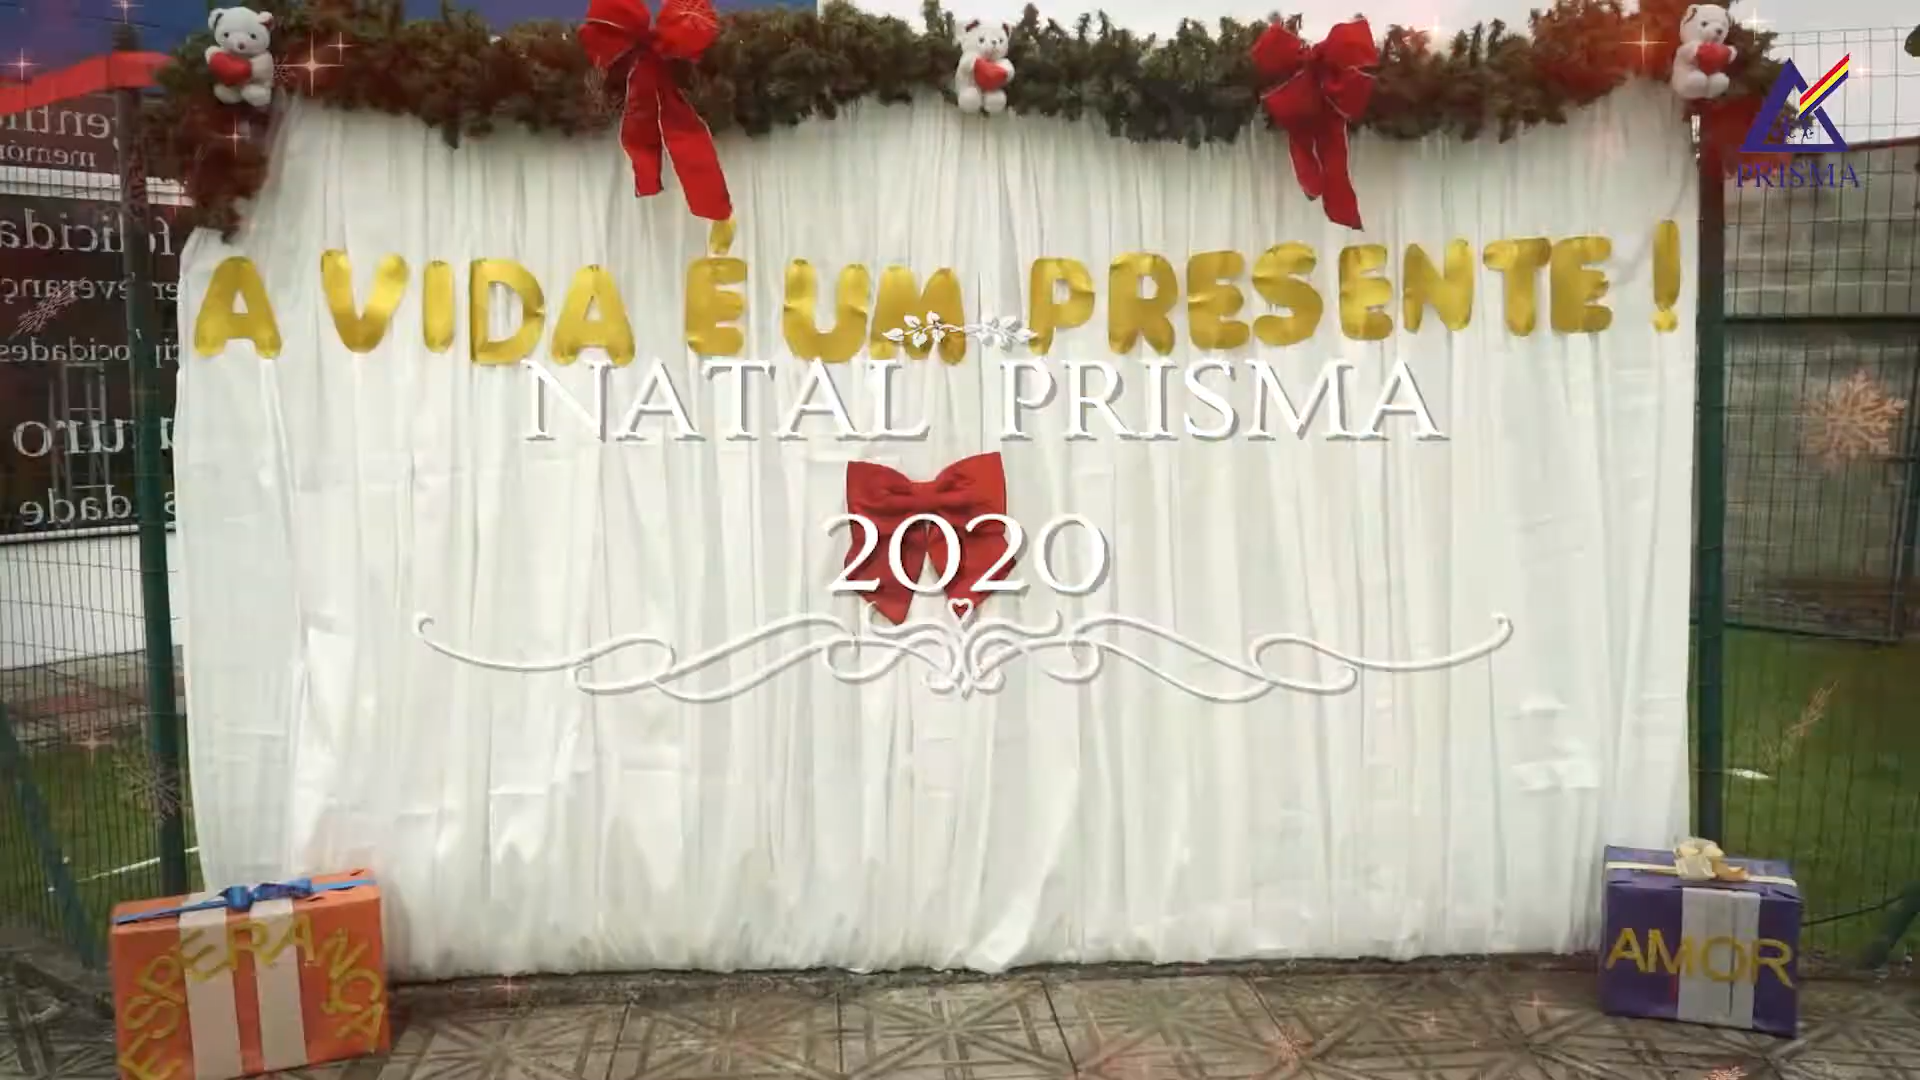 A VIDA É UM PRESENTE !
NATAL PRISMA
2020
PRISMA
ESPERANÇA
AMOR